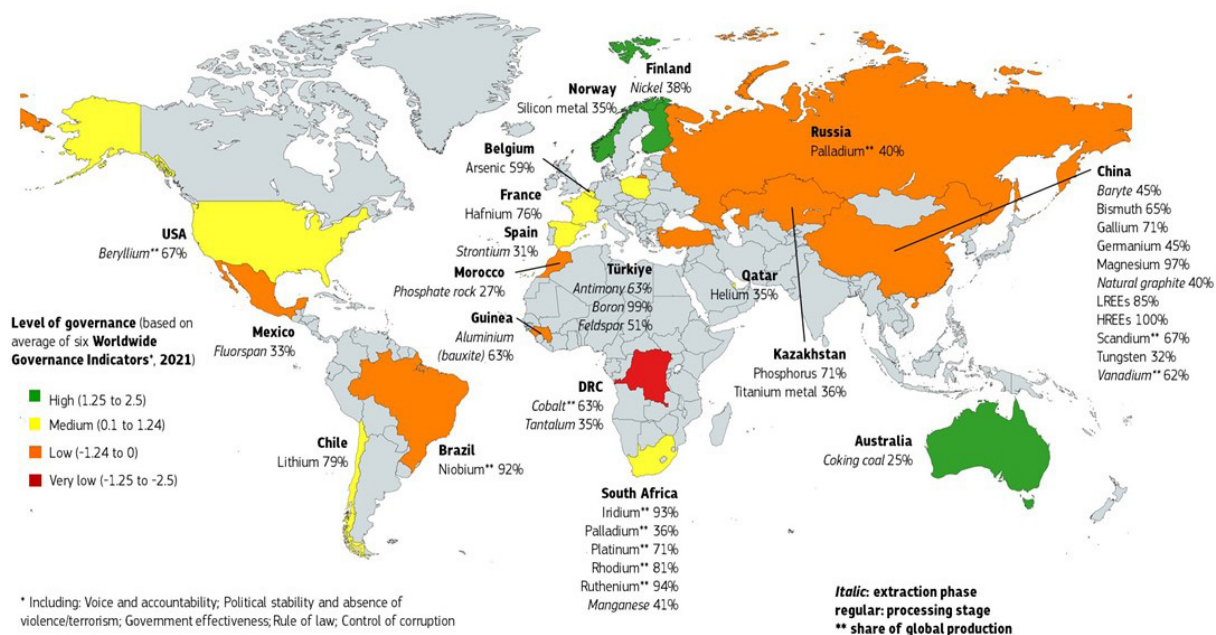 Finland
Nickel 38%
Norway
Silicon metal 35%
Russia
Palladium** 40%
Belgium
Arsenic 59%
France
Hafnium 76%
Spain
Strontium 31%
Morocco
Phosphate rock 27%
Türkiye
Antimony 63%
Boron 99%
Feldspar 51%
Qatar
Helium 35%
China
Baryte 45%
Bismuth 65%
Gallium 71%
Germanium 45%
Magnesium 97%
Natural graphite 40%
LREEs 85%
HREEs 100%
Scandium** 67%
Tungsten 32%
Vanadium** 62%
USA
Beryllium** 67%
Mexico
Fluorspan 33%
Guinea
Aluminium
(bauxite) 63%
Kazakhstan
Phosphorus 71%
Titanium metal 36%
DRC
Cobalt** 63%
Tantalum 35%
Level of governance (based on
average of six Worldwide
Governance Indicators*, 2021)
High (1.25 to 2.5)
Medium (0.1 to 1.24)
Low (-1.24 to 0)
Very low (-1.25 to -2.5)
Chile
Lithium 79%
Brazil
Niobium** 92%
Australia
Coking coal 25%
South Africa
Iridium** 93%
Palladium** 36%
Platinum** 71%
Rhodium** 81%
Ruthenium** 94%
Manganese 41%
* Including: Voice and accountability; Political stability and absence of
violence/terrorism; Government effectiveness; Rule of law; Control of corruption
Italic: extraction phase
regular: processing stage
** share of global production